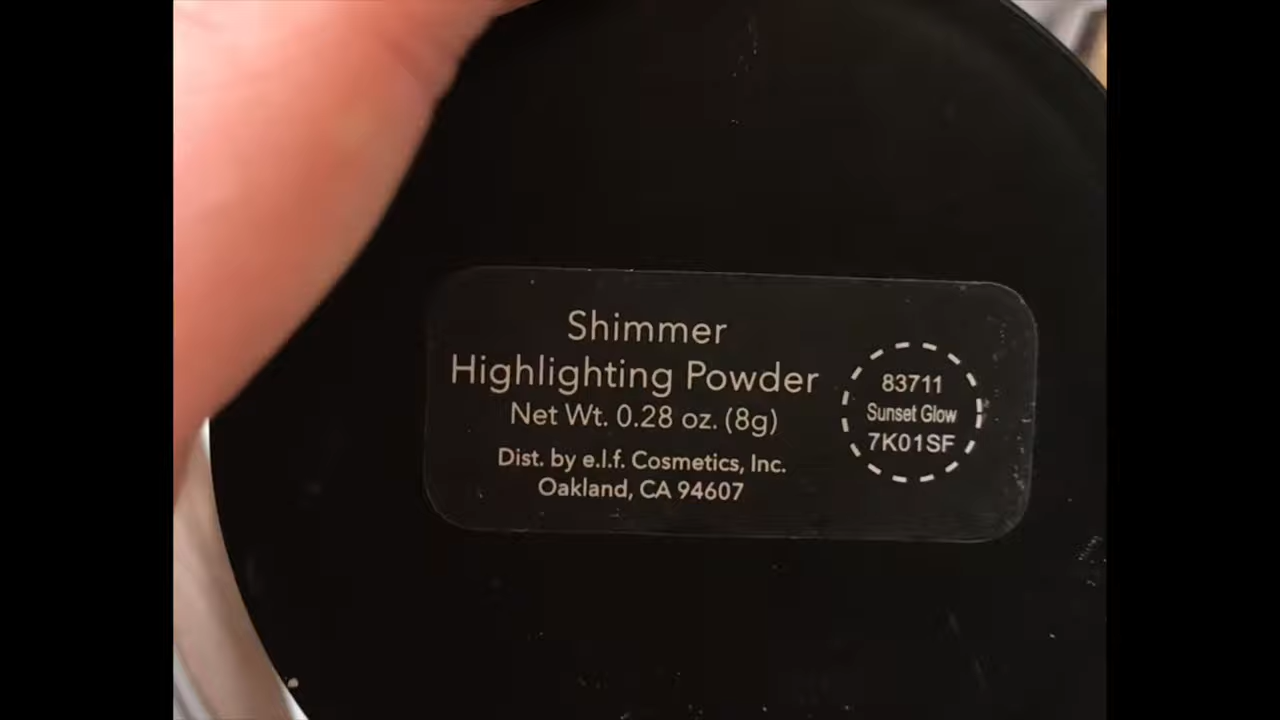 Shimmer
Highlighting Powder
Net Wt. 0.28 oz. (8g)
Dist. by e.l.f. Cosmetics, Inc.
Oakland, CA 94607
83711
Sunset Glow
7K01SF